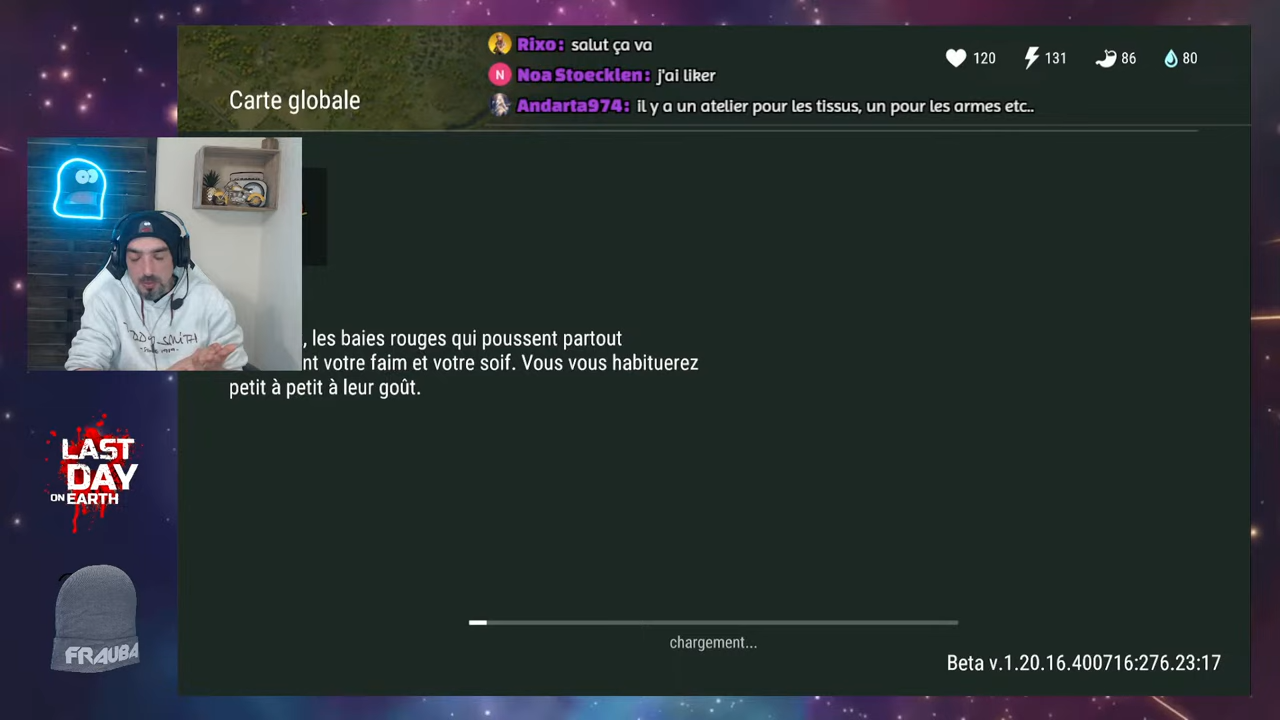 Rixo: salut ça va
Noa Stoecklen: j'ai liker
Andarta974: il y a un atelier pour les tissus, un pour les armes etc..
N
120
131
86
80
Carte globale
, les baies rouges qui poussent partout
nt votre faim et votre soif. Vous vous habituerez
petit à petit à leur goût.
LAST
DAY
ON EARTH
FRAUBA
chargement...
Beta v.1.20.16.400716:276.23:17